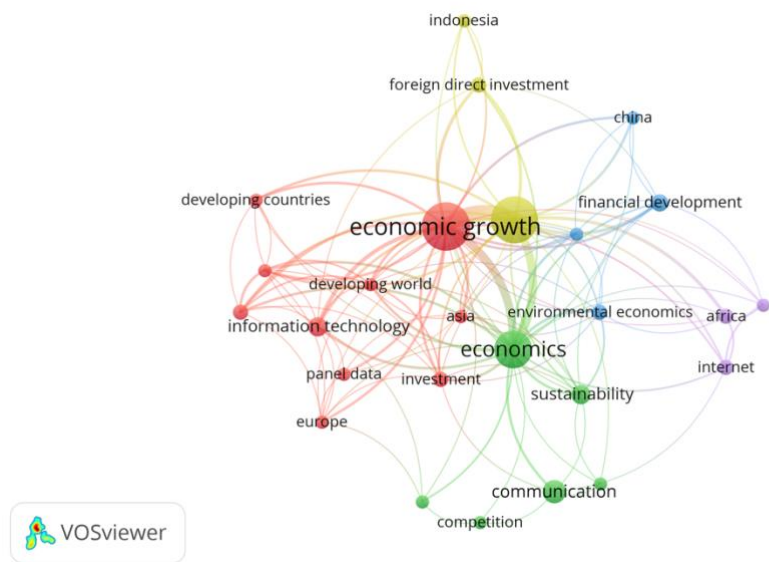 indonesia
foreign direct investment
china
developing countries
financial development
economic growth
developing world
asia
environmental economics
africa
information technology
economics
panel data
investment
internet
sustainability
europe
communication
competition
VOSviewer